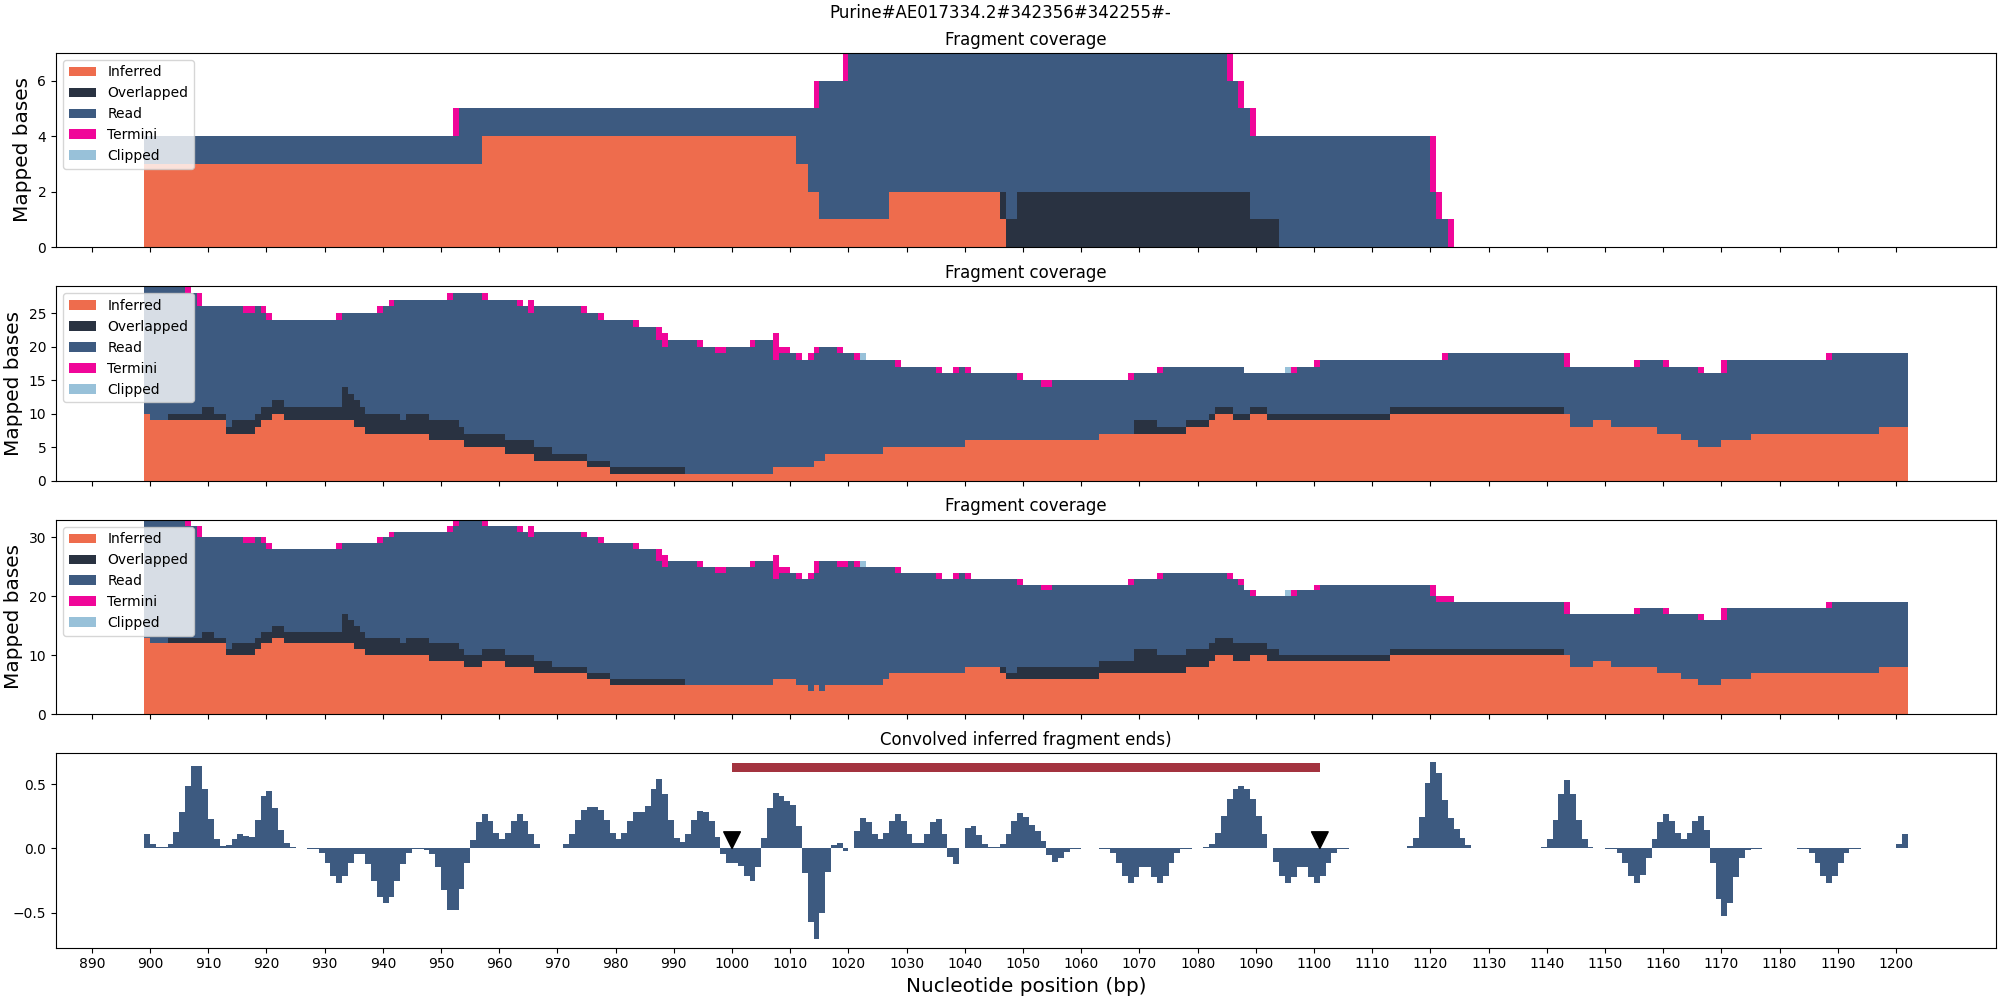 Purine#AE017334.2#342356#342255#-
Fragment coverage
Mapped bases
6
4
2
0
Inferred
Overlapped
Read
Termini
Clipped
Fragment coverage
Mapped bases
25
20
15
10
5
0
Inferred
Overlapped
Read
Termini
Clipped
Fragment coverage
Mapped bases
30
20
10
0
Inferred
Overlapped
Read
Termini
Clipped
Convolved inferred fragment ends)
0.5
0.0
−0.5
890 900 910 920 930 940 950 960 970 980 990 1000 1010 1020 1030 1040 1050 1060 1070 1080 1090 1100 1110 1120 1130 1140 1150 1160 1170 1180 1190 1200
Nucleotide position (bp)